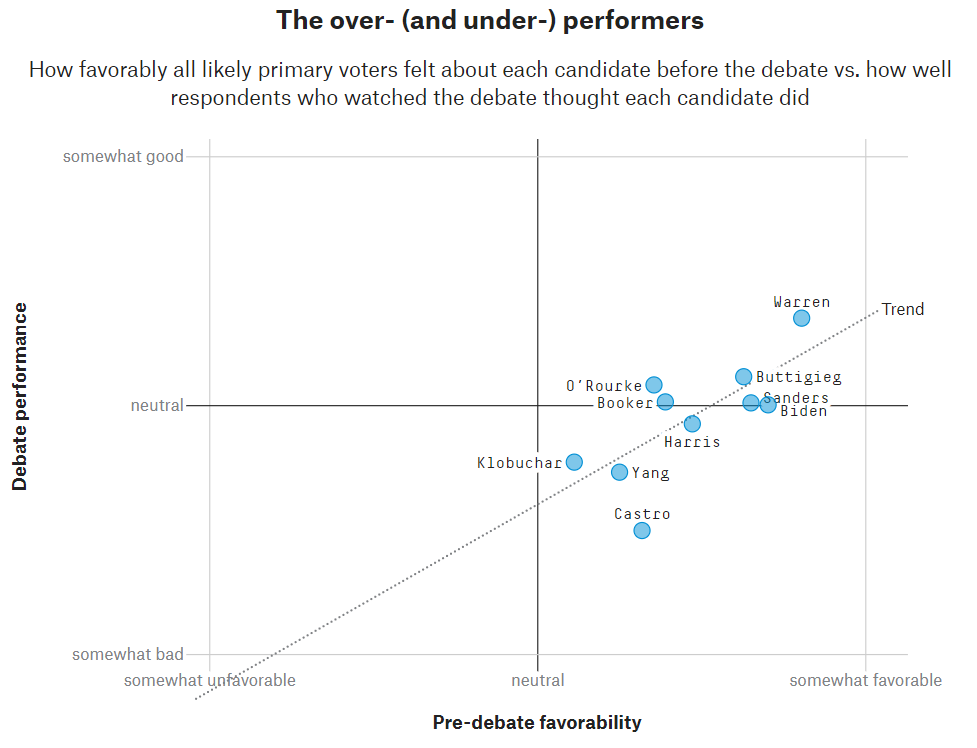 The over- (and under-) performers
How favorably all likely primary voters felt about each candidate before the debate vs. how well
respondents who watched the debate thought each candidate did
somewhat good
Warren
Trend
Debate performance
O'Rourke
Buttigieg
neutral
Booker
Sanders
Biden
Harris
Klobuchar
Yang
Castro
somewhat bad
somewhat unfavorable
neutral
somewhat favorable
Pre-debate favorability